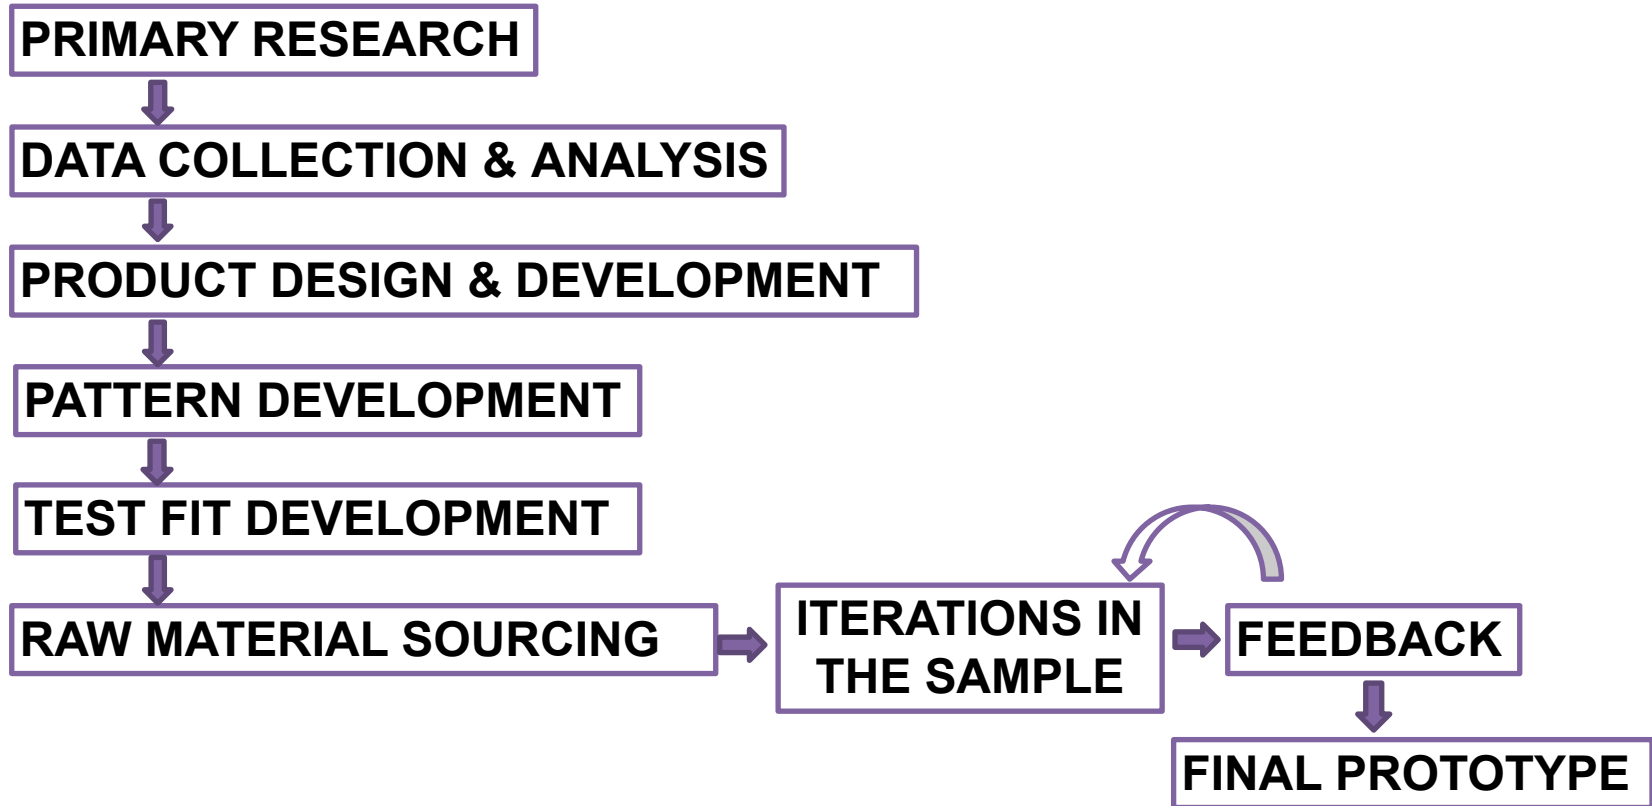 PRIMARY RESEARCH
DATA COLLECTION & ANALYSIS
PRODUCT DESIGN & DEVELOPMENT
PATTERN DEVELOPMENT
TEST FIT DEVELOPMENT
RAW MATERIAL SOURCING
ITERATIONS IN
THE SAMPLE
FEEDBACK
FINAL PROTOTYPE